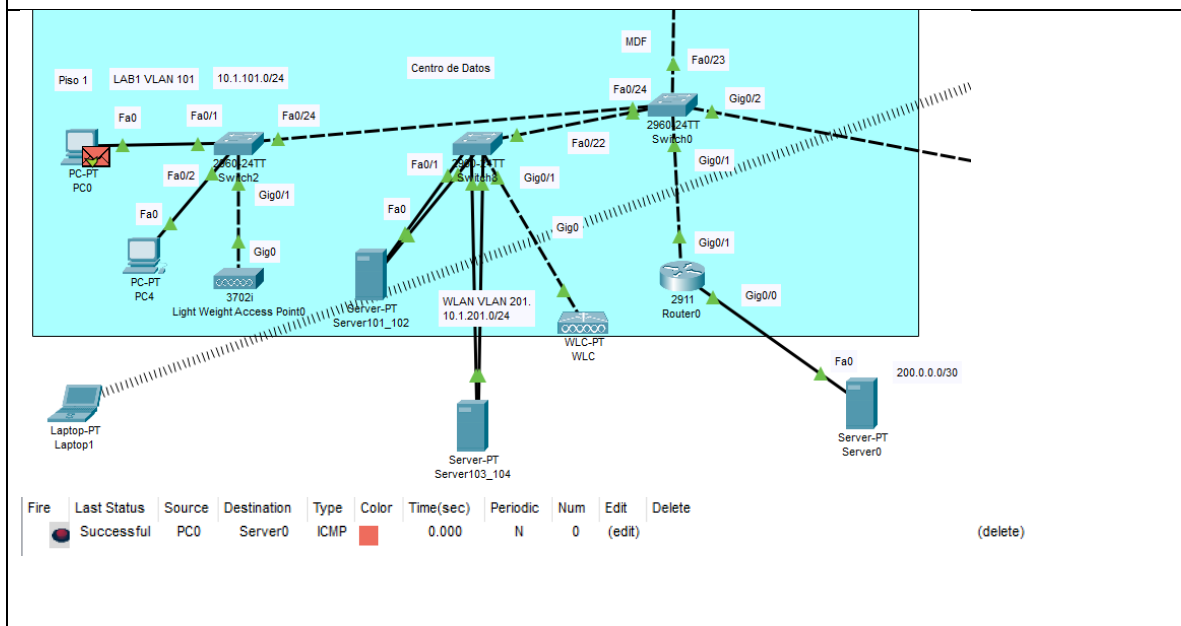 MDF
Fa0/23
Centro de Datos
Piso 1 LAB1 VLAN 101 10.1.101.0/24
Fa0/24
Gig0/2
Fa0 Fa0/1 Fa0/24
2960-24TT
Switch0
Fa0/22
PC-PT
PC0
2960-24TT
Switch2
Fa0/1
Switch3
Gig0/1
Gig0/1
Fa0/2
Gig0/1
Fa0
Fa0
Gig0
Gig0
Gig0/1
PC-PT
PC4
3702i
Light Weight Access Point0
2911
Router0
Gig0/0
Server-PT
Server101_102
WLAN VLAN 201.
10.1.201.0/24
WLC-PT
WLC
Fa0
200.0.0.0/30
Laptop-PT
Laptop1
Server-PT
Server0
Server-PT
Server103_104
Fire Last Status Source Destination Type Color Time(sec) Periodic Num Edit Delete
Successful PC0 Server0 ICMP 0.000 N 0 (edit) (delete)